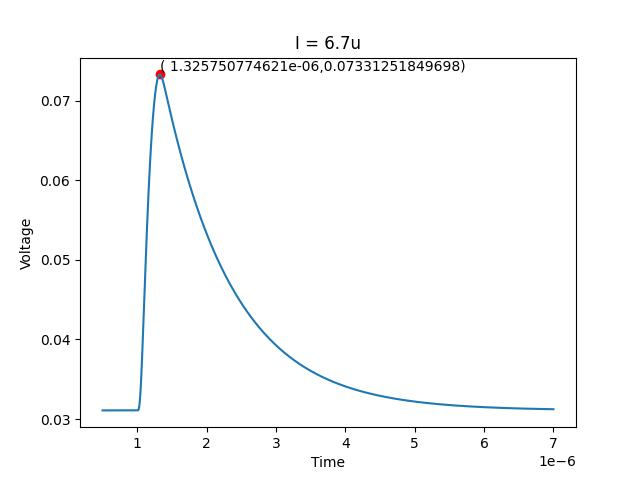 I = 6.7u
( 1.325750774621e-06,0.07331251849698)
0.07
0.06
0.05
0.04
0.03
Voltage
1 2 3 4 5 6 7
Time
1e−6